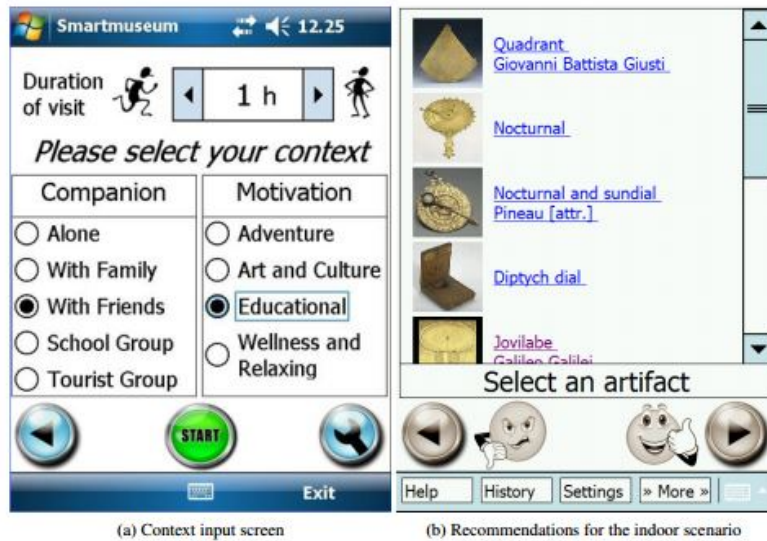 Smartmuseum 12.25
Duration
of visit
1 h
Please select your context
Companion
Alone
With Family
With Friends
School Group
Tourist Group
Motivation
Adventure
Art and Culture
Educational
Wellness and
Relaxing
START
Exit
(a) Context input screen
Quadrant
Giovanni Battista Giusti
Nocturnal
Nocturnal and sundial
Pineau [attr.]
Diptych dial
Jovilabe
Galileo Galilei
Select an artifact
Help History Settings » More »
(b) Recommendations for the indoor scenario